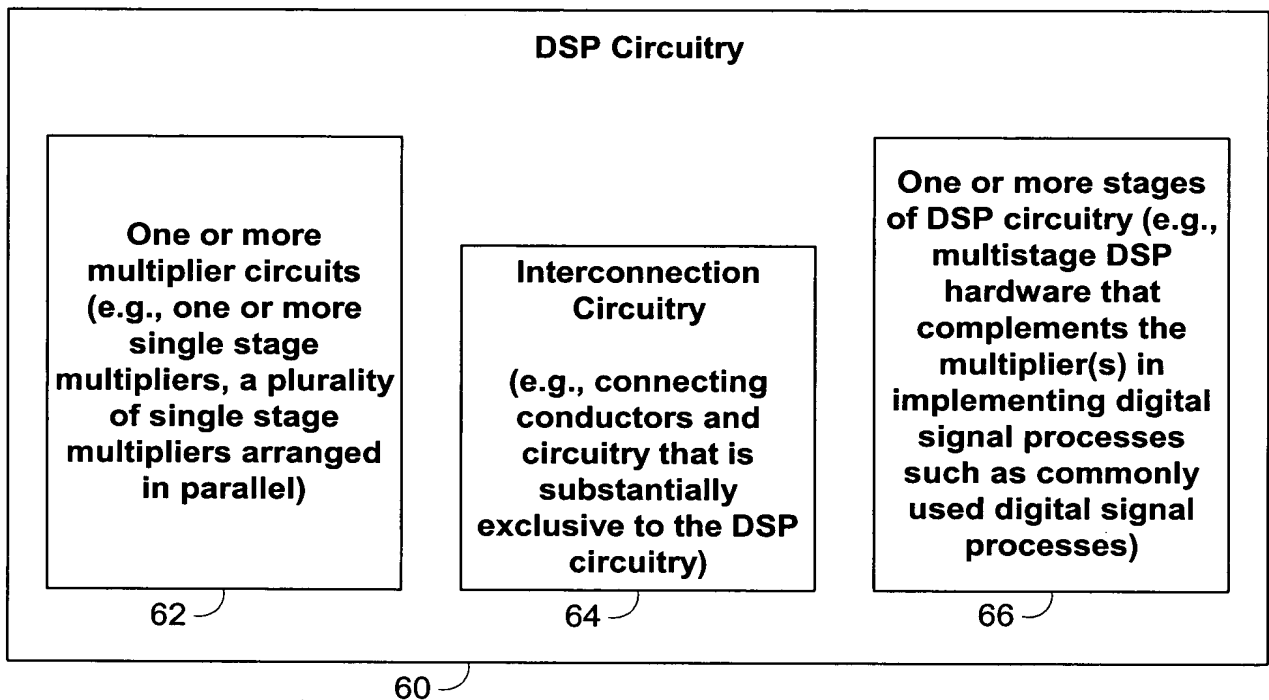 DSP Circuitry
One or more
multiplier circuits
(e.g., one or more
single stage
multipliers, a plurality
of single stage
multipliers arranged
in parallel)
62
Interconnection
Circuitry
(e.g., connecting
conductors and
circuitry that is
substantially
exclusive to the DSP
circuitry)
64
One or more stages
of DSP circuitry (e.g.,
multistage DSP
hardware that
complements the
multiplier(s) in
implementing digital
signal processes
such as commonly
used digital signal
processes)
66
60